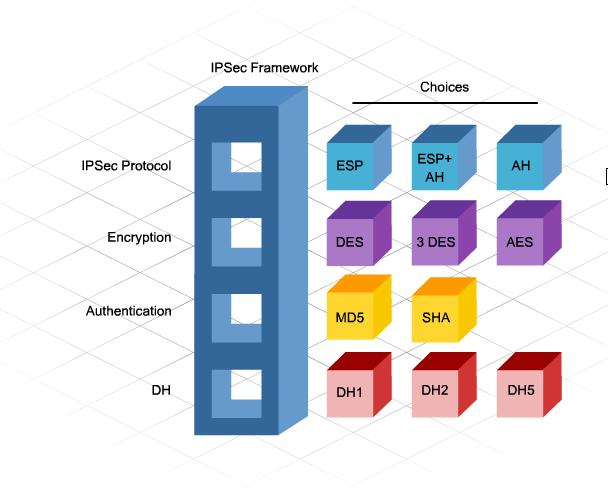 IPSec Framework
Choices
IPSec Protocol
ESP
ESP+
AH
AH
Encryption
DES
3 DES
AES
Authentication
MD5
SHA
DH
DH1
DH2
DH5